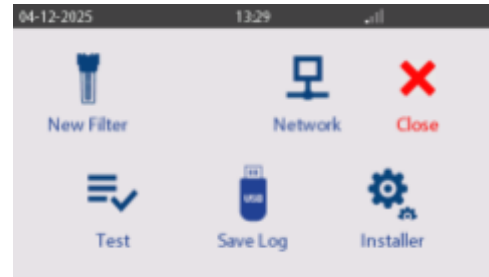 04-12-2025 13:29
New Filter Network Close
USB
Test Save Log Installer